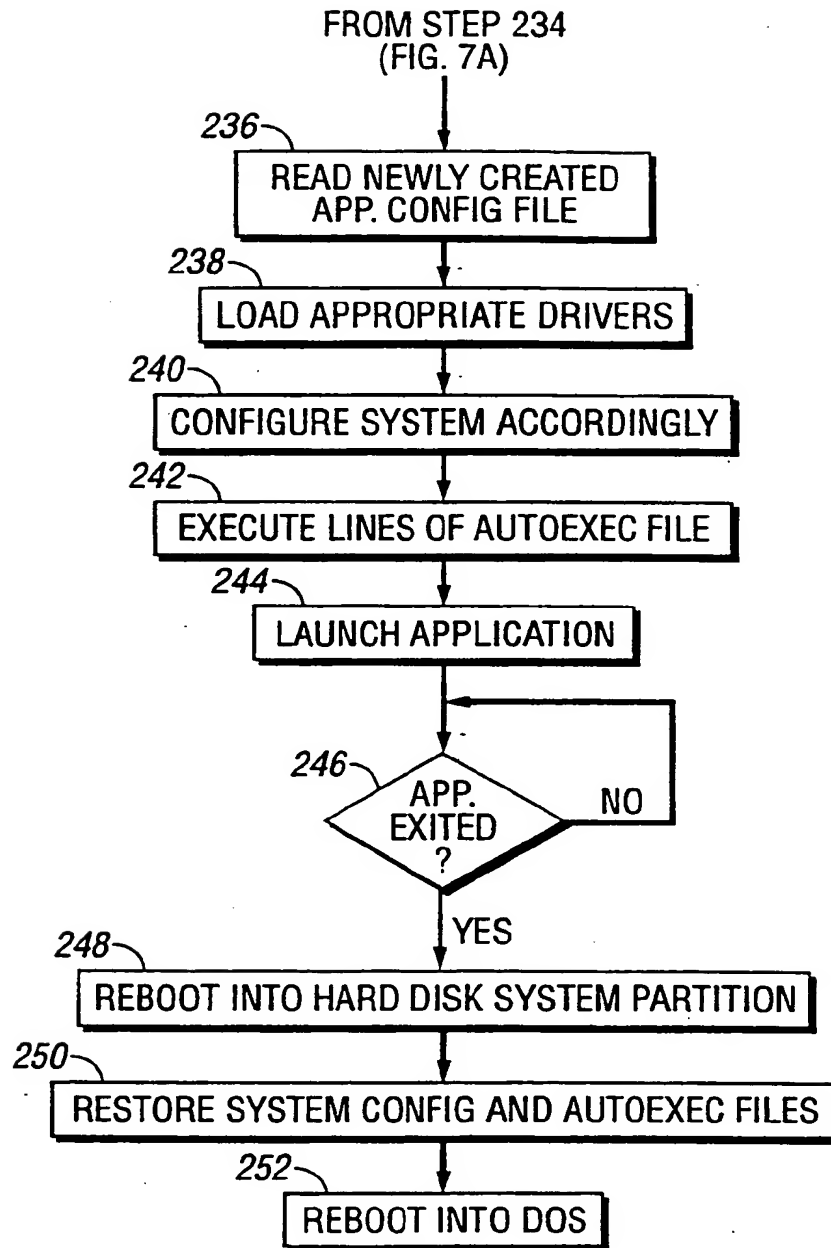 FROM STEP 234
(FIG. 7A)
236
READ NEWLY CREATED
APP. CONFIG FILE
238
LOAD APPROPRIATE DRIVERS
240
CONFIGURE SYSTEM ACCORDINGLY
242
EXECUTE LINES OF AUTOEXEC FILE
244
LAUNCH APPLICATION
246
APP.
EXITED
?
NO
YES
248
REBOOT INTO HARD DISK SYSTEM PARTITION
250
RESTORE SYSTEM CONFIG AND AUTOEXEC FILES
252
REBOOT INTO DOS